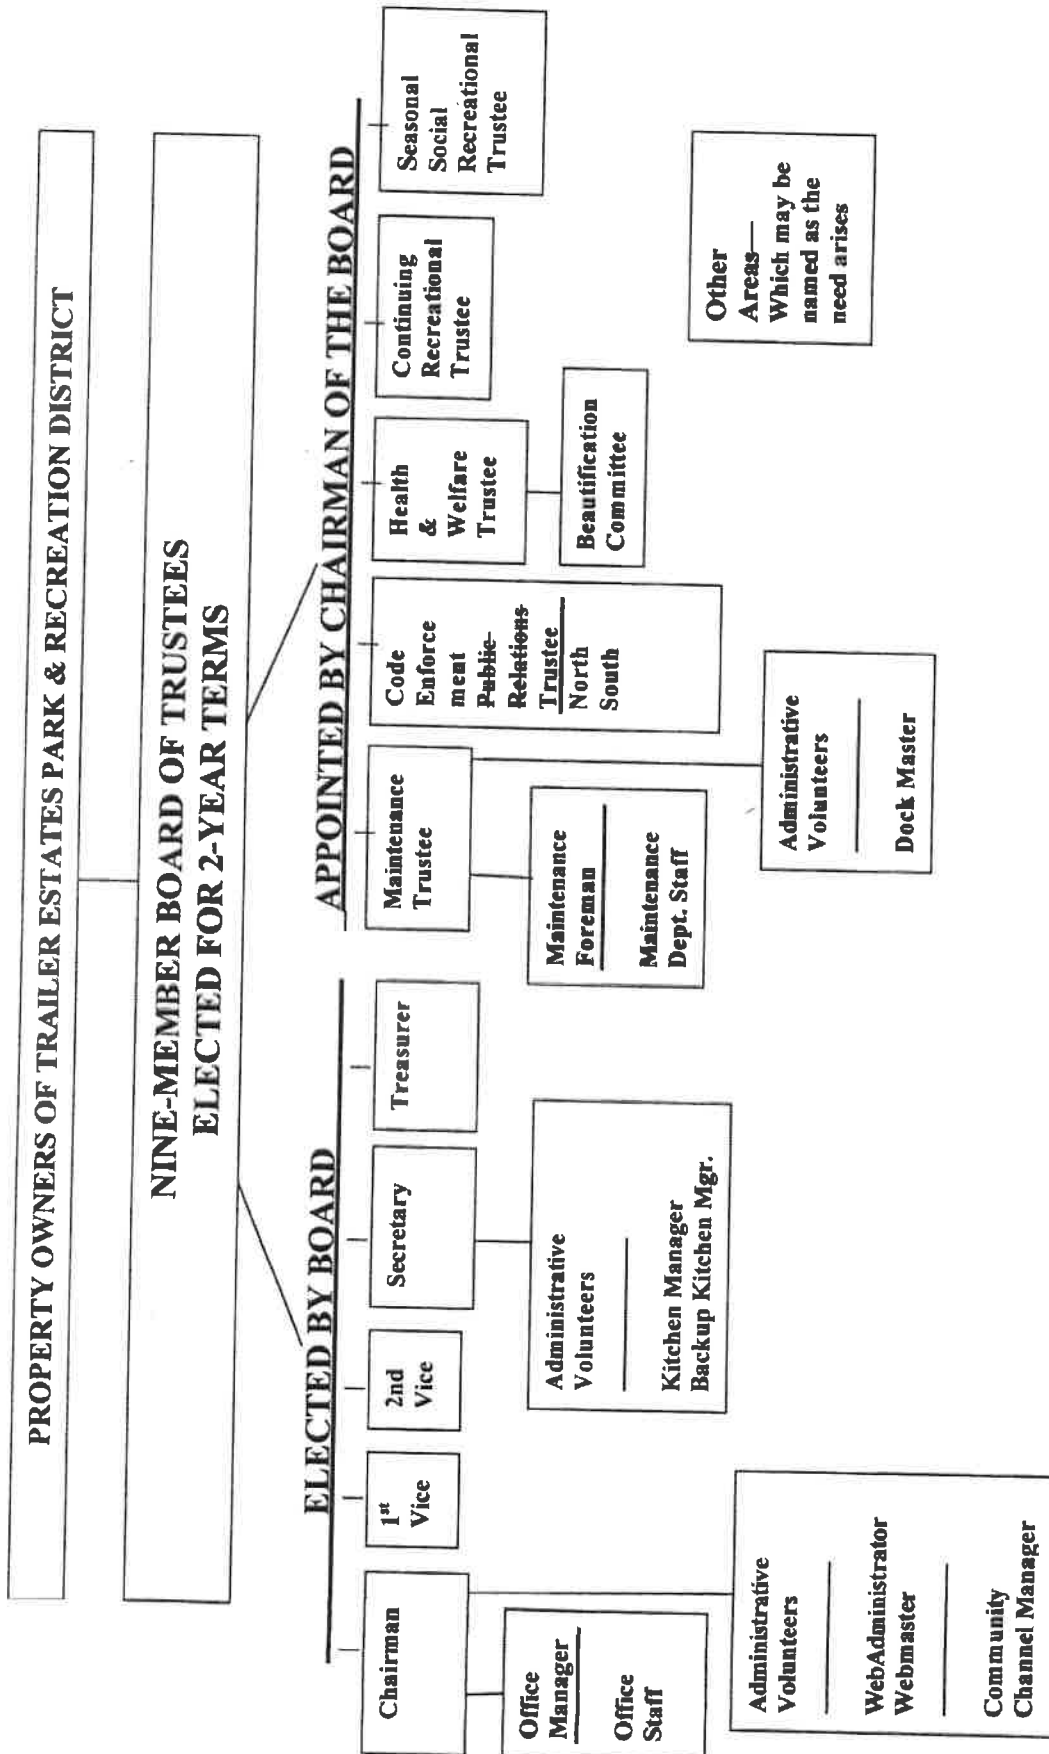 PROPERTY OWNERS OF TRAILER ESTATES PARK & RECREATION DISTRICT
NINE-MEMBER BOARD OF TRUSTEES
ELECTED FOR 2-YEAR TERMS
ELECTED BY BOARD
APPOINTED BY CHAIRMAN OF THE BOARD
Chairman
1st
Vice
2nd
Vice
Secretary
Treasurer
Maintenance
Trustee
Code
Enforce
ment
Public
Relations
Trustee
North
South
Health
&
Welfare
Trustee
Continuing
Recreational
Trustee
Seasonal
Social
Recreational
Trustee
Office
Manager
Office
Staff
Administrative
Volunteers
WebAdministrator
Webmaster
Community
Channel Manager
Administrative
Volunteers
Kitchen Manager
Backup Kitchen Mgr.
Maintenance
Foreman
Maintenance
Dept. Staff
Administrative
Volunteers
Dock Master
Beautification
Committee
Other
Areas—
Which may be
named as the
need arises